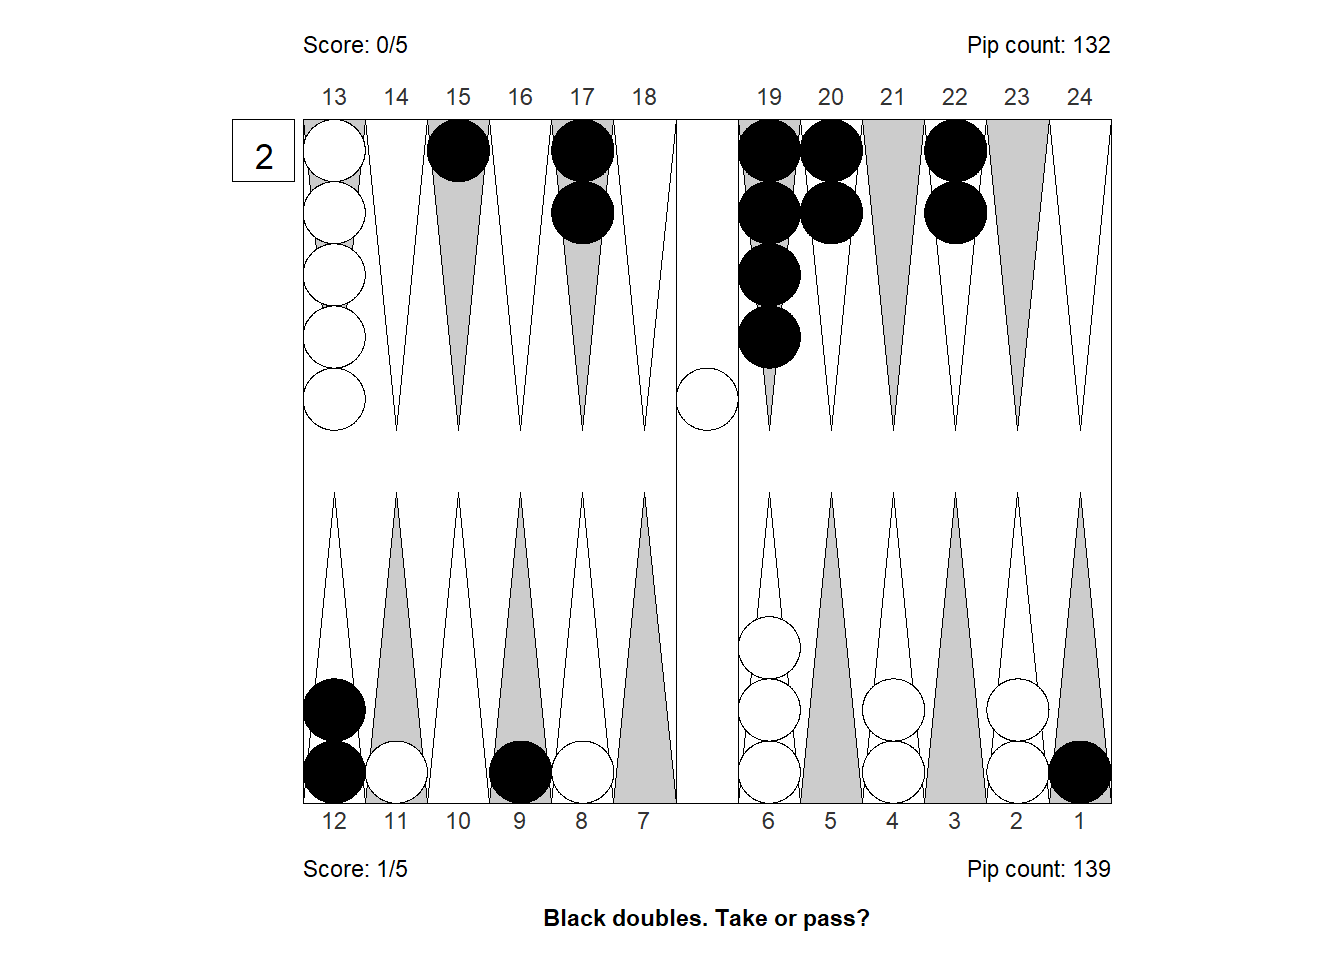 Score: 0/5 Pip count: 132
13 14 15 16 17 18 19 20 21 22 23 24
2
12 11 10 9 8 7 6 5 4 3 2 1
Score: 1/5 Pip count: 139
Black doubles. Take or pass?